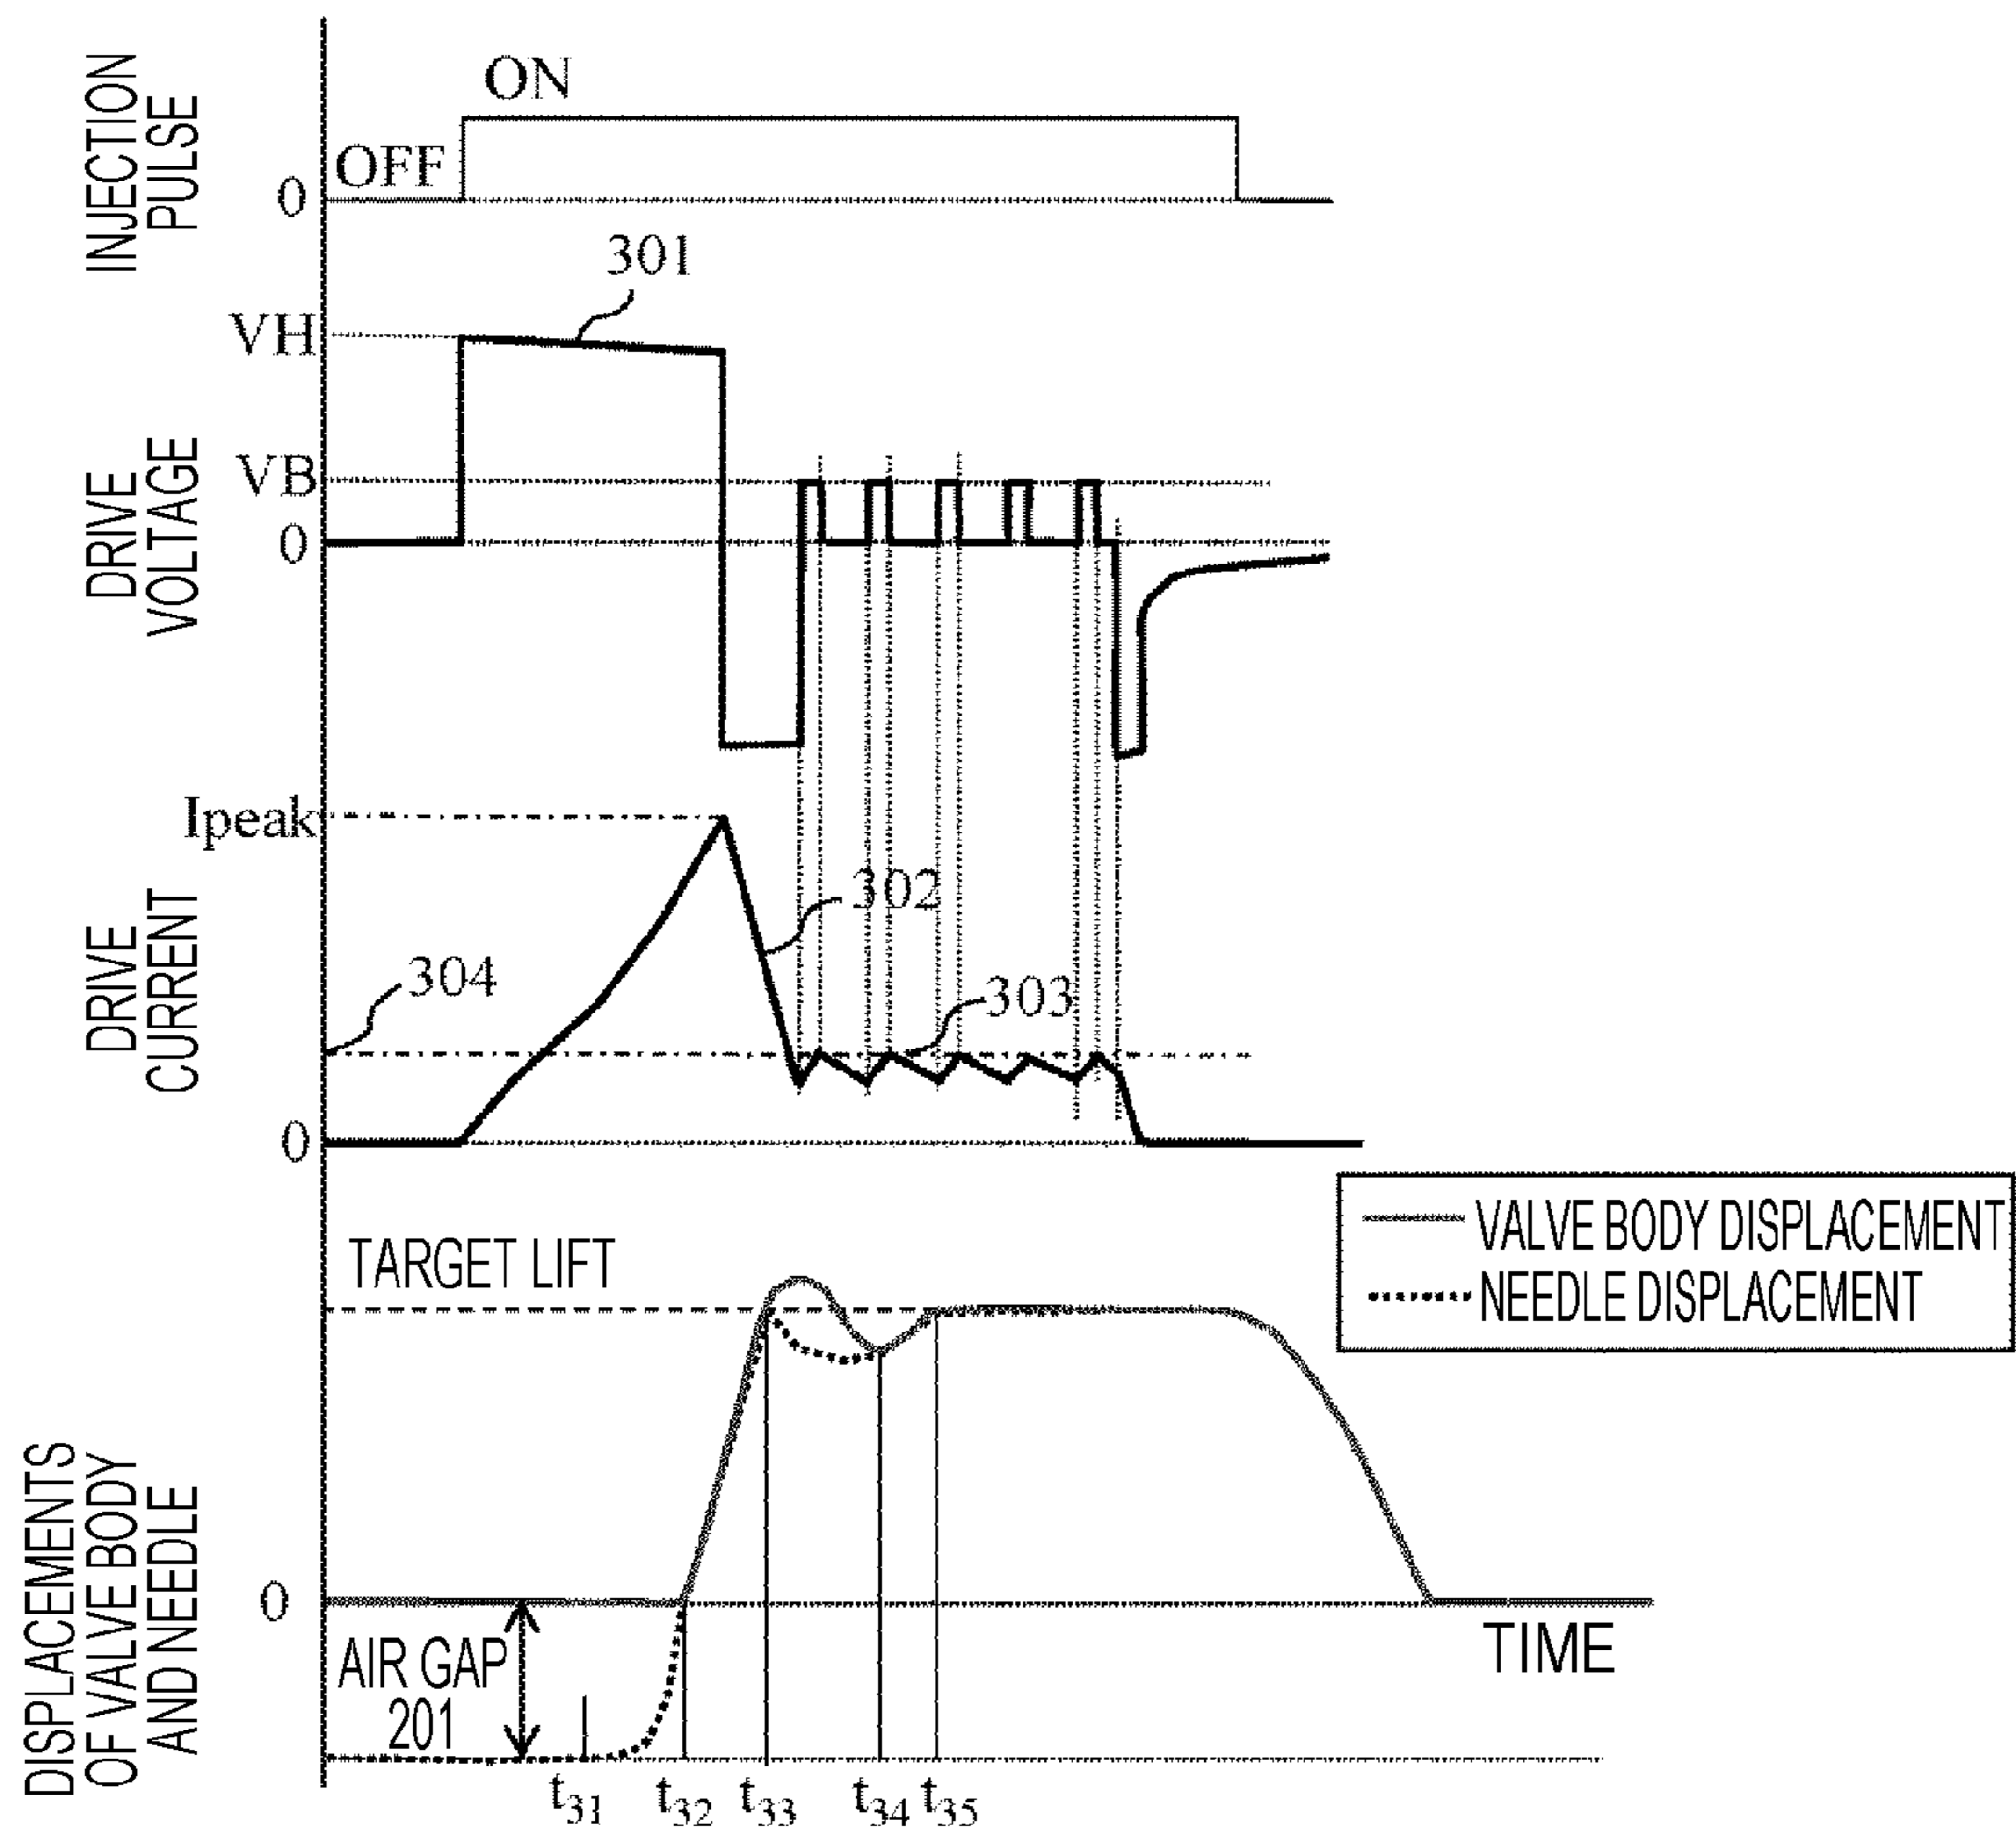 INJECTION
PULSE
ON
OFF
0
301
VH
DRIVE
VOLTAGE
VB
0
Ipeak
302
DRIVE
CURRENT
304
303
0
VALVE BODY DISPLACEMENT
NEEDLE DISPLACEMENT
TARGET LIFT
DISPLACEMENTS
OF VALVE BODY
AND NEEDLE
0
AIR GAP
201
TIME
t31 t32 t33 t34 t35